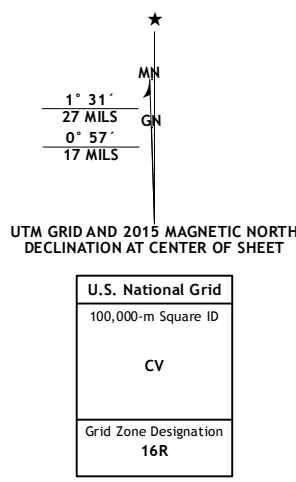 ★
MN
1° 31´
27 MILS
GN
0° 57´
17 MILS
UTM GRID AND 2015 MAGNETIC NORTH
DECLINATION AT CENTER OF SHEET
U.S. National Grid
100,000-m Square ID
CV
Grid Zone Designation
16R